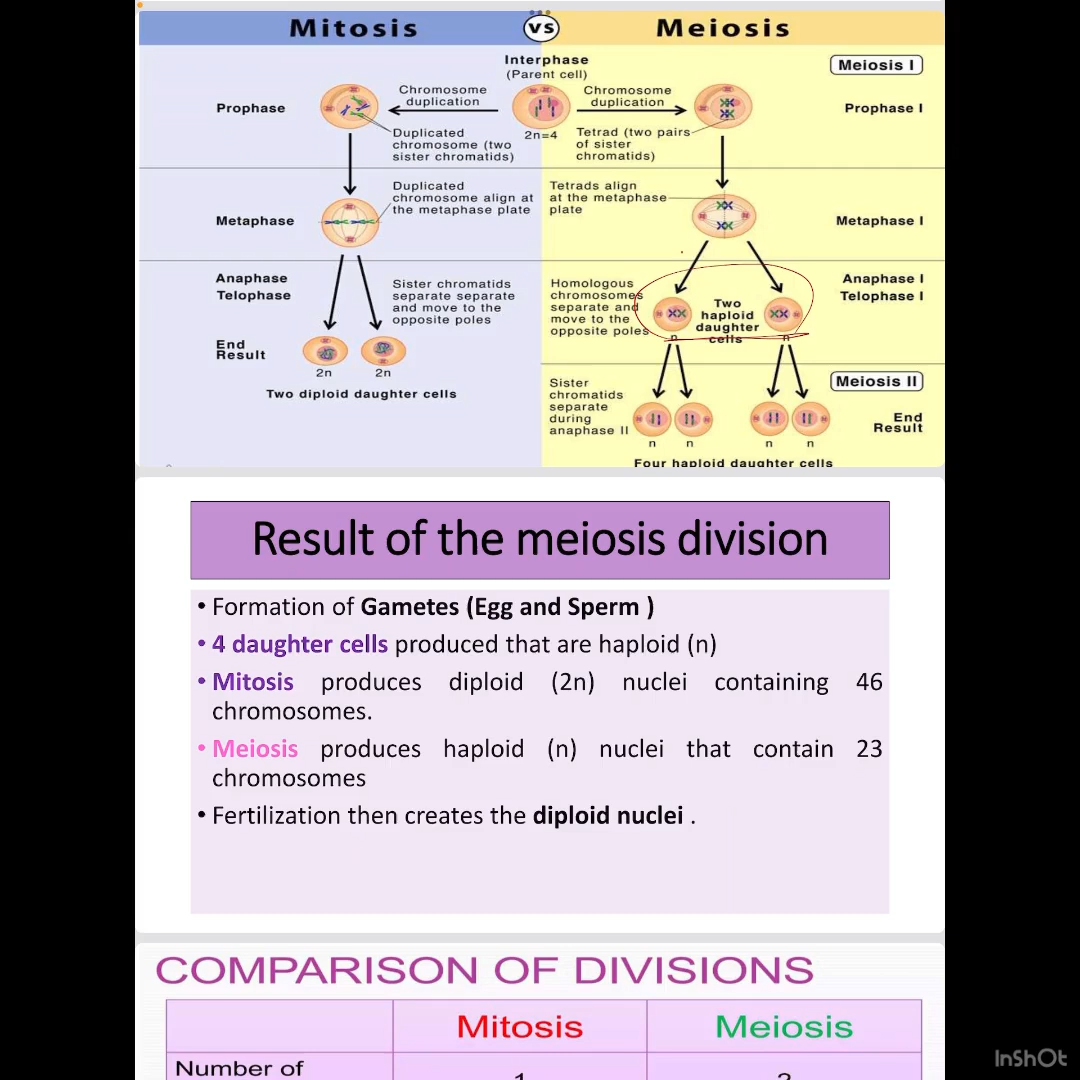 Mitosis VS Meiosis
Interphase
(Parent cell)
Meiosis I
Prophase
Chromosome
duplication
Chromosome
duplication
Prophase I
2n=4
Duplicated
chromosome (two
sister chromatids)
Tetrad (two pairs
of sister
chromatids)
Metaphase
Duplicated
chromosome align at
the metaphase plate
Tetrads align
at the metaphase
plate
Metaphase I
Anaphase
Telophase
Sister chromatids
separate separate
and move to the
opposite poles
Homologous
chromosomes
separate and
move to the
opposite poles
Two
haploid
daughter
cells
n
n
Anaphase I
Telophase I
End
Result
2n
2n
Two diploid daughter cells
Meiosis II
Sister
chromatids
separate
during
anaphase II
n
n
n
n
End
Result
Four haploid daughter cells
Result of the meiosis division
• Formation of Gametes (Egg and Sperm )
• 4 daughter cells produced that are haploid (n)
• Mitosis produces diploid (2n) nuclei containing 46
chromosomes.
• Meiosis produces haploid (n) nuclei that contain 23
chromosomes
• Fertilization then creates the diploid nuclei .
COMPARISON OF DIVISIONS
Mitosis Meiosis
Number of
1 2
InShOt